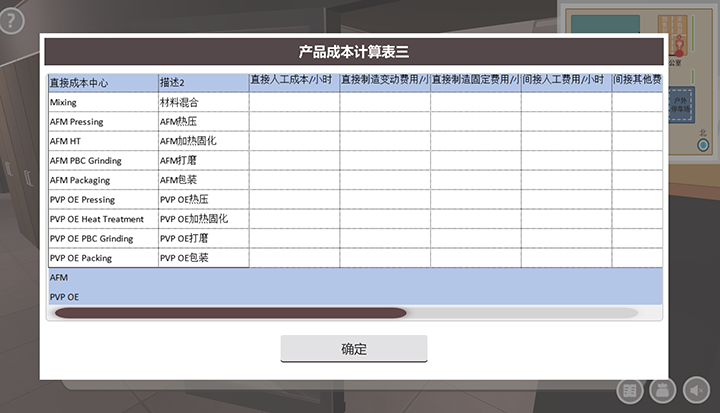 ?
产品成本计算表三
直接成本中心 描述2 直接人工成本/小时 直接制造变动费用/小 直接制造固定费用/小 间接人工费用/小时 间接其他费
Mixing 材料混合
AFM Pressing AFM热压
AFM HT AFM加热固化
AFM PBC Grinding AFM打磨
AFM Packaging AFM包装
PVP OE Pressing PVP OE热压
PVP OE Heat Treatment PVP OE加热固化
PVP OE PBC Grinding PVP OE打磨
PVP OE Packing PVP OE包装
AFM
PVP OE
确定
公室
户外
停车场
北